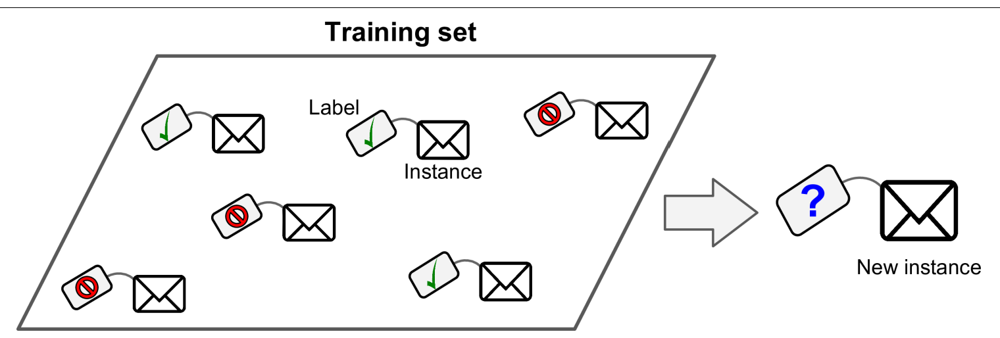 Training set
Label
Instance
?
New instance